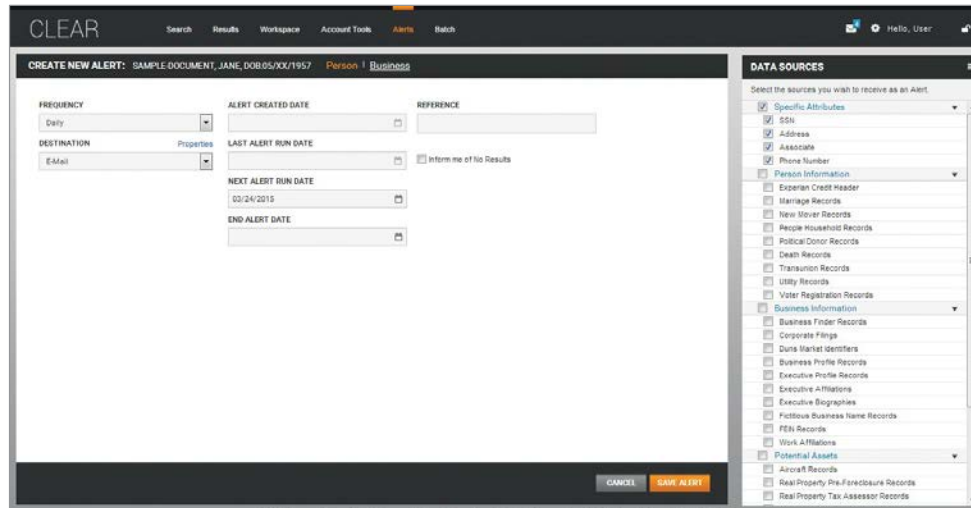 CLEAR
Search Results Workspace Account Tools Alerts Batch
4
Hello, User
CREATE NEW ALERT: SAMPLE-DOCUMENT, JANE, DOB:05/XX/1957 Person | Business
FREQUENCY
Daily
DESTINATION Properties
E-Mail
ALERT CREATED DATE
LAST ALERT RUN DATE
NEXT ALERT RUN DATE
03/24/2015
END ALERT DATE
REFERENCE
Inform me of No Results
CANCEL SAVE ALERT
DATA SOURCES
Select the sources you wish to receive as an Alert.
Specific Attributes
SSN
Address
Associate
Phone Number
Person Information
Experian Credit Header
Marriage Records
New Mover Records
People Household Records
Political Donor Records
Death Records
Transunion Records
Utility Records
Voter Registration Records
Business Information
Business Finder Records
Corporate Filings
Duns Market Identifiers
Business Profile Records
Executive Profile Records
Executive Affiliations
Executive Biographies
Fictitious Business Name Records
FEIN Records
Work Affiliations
Potential Assets
Aircraft Records
Real Property Pre-Foreclosure Records
Real Property Tax Assessor Records